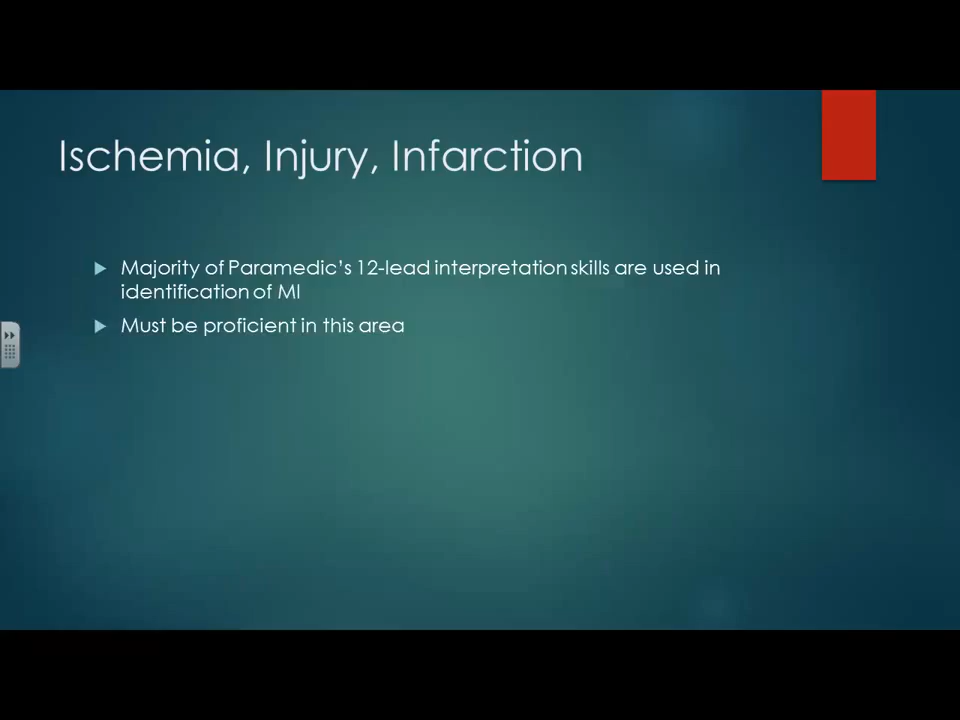 Ischemia, Injury, Infarction
Majority of Paramedic's 12-lead interpretation skills are used in
identification of MI
Must be proficient in this area